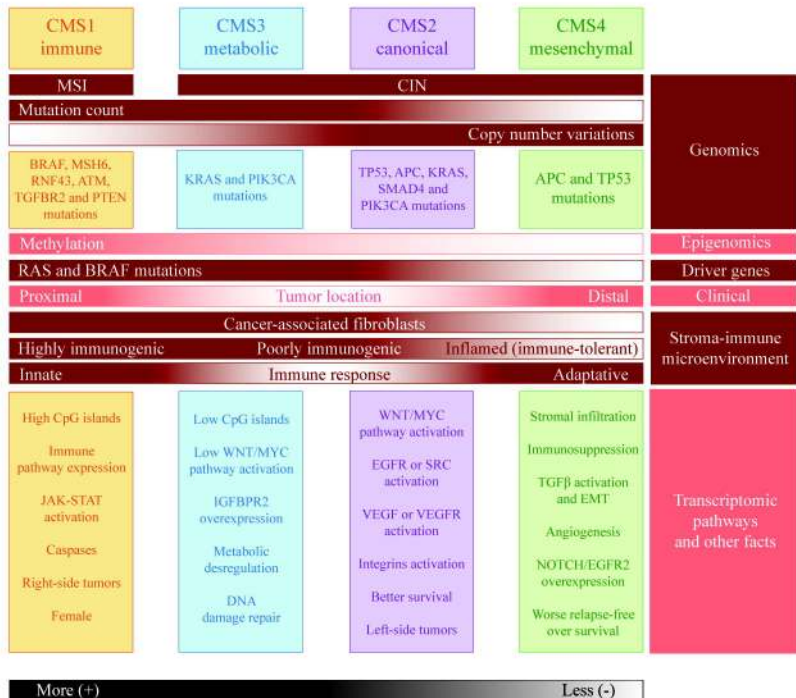 CMS1
immune
CMS3
metabolic
CMS2
canonical
CMS4
mesenchymal
MSI
CIN
Mutation count
Copy number variations
Genomics
BRAF, MSH6,
RNF43, ATM,
TGFBR2 and PTEN
mutations
KRAS and PIK3CA
mutations
TP53, APC, KRAS,
SMAD4 and
PIK3CA mutations
APC and TP53
mutations
Methylation
Epigenomics
RAS and BRAF mutations
Driver genes
Proximal
Tumor location
Distal
Clinical
Cancer-associated fibroblasts
Highly immunogenic
Poorly immunogenic
Inflamed (immune-tolerant)
Innate
Immune response
Adaptative
Stroma-immune
microenvironment
High CpG islands
Immune
pathway expression
JAK-STAT
activation
Caspases
Right-side tumors
Female
Low CpG islands
Low WNT/MYC
pathway activation
IGFBPR2
overexpression
Metabolic
desregulation
DNA
damage repair
WNT/MYC
pathway activation
EGFR or SRC
activation
VEGF or VEGFR
activation
Integrins activation
Better survival
Left-side tumors
Stromal infiltration
Immunosuppression
TGFβ activation
and EMT
Angiogenesis
NOTCH/EGFR2
overexpression
Worse relapse-free
over survival
Transcriptomic
pathways
and other facts
More (+)
Less (-)